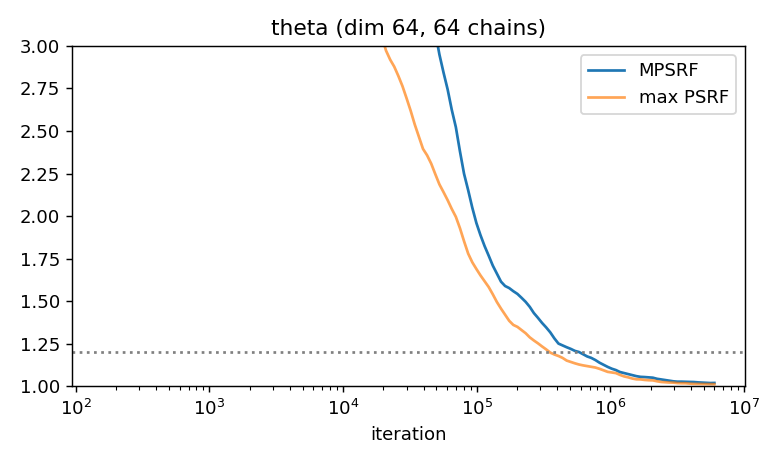 theta (dim 64, 64 chains)
3.00
2.75
2.50
2.25
2.00
1.75
1.50
1.25
1.00
MPSRF
max PSRF
10² 10³ 10⁴ 10⁵ 10⁶ 10⁷
iteration